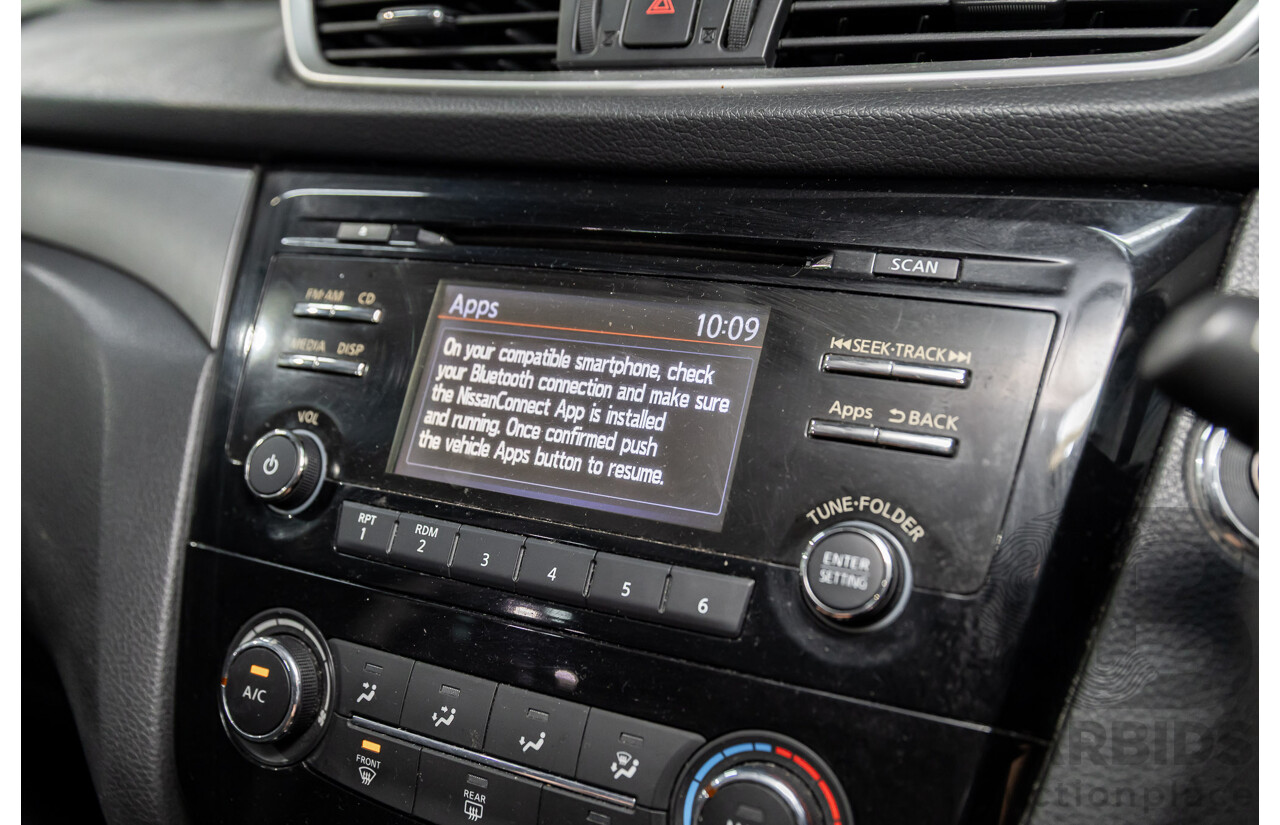 SCAN
FM·AM CD
MEDIA DISP
VOL
Apps
10:09
On your compatible smartphone, check
your Bluetooth connection and make sure
the NissanConnect App is installed
and running. Once confirmed push
the vehicle Apps button to resume.
SEEK·TRACK
Apps BACK
TUNE·FOLDER
ENTER
SETTING
RPT
1
RDM
2
3
4
5
6
A/C
FRONT
REAR